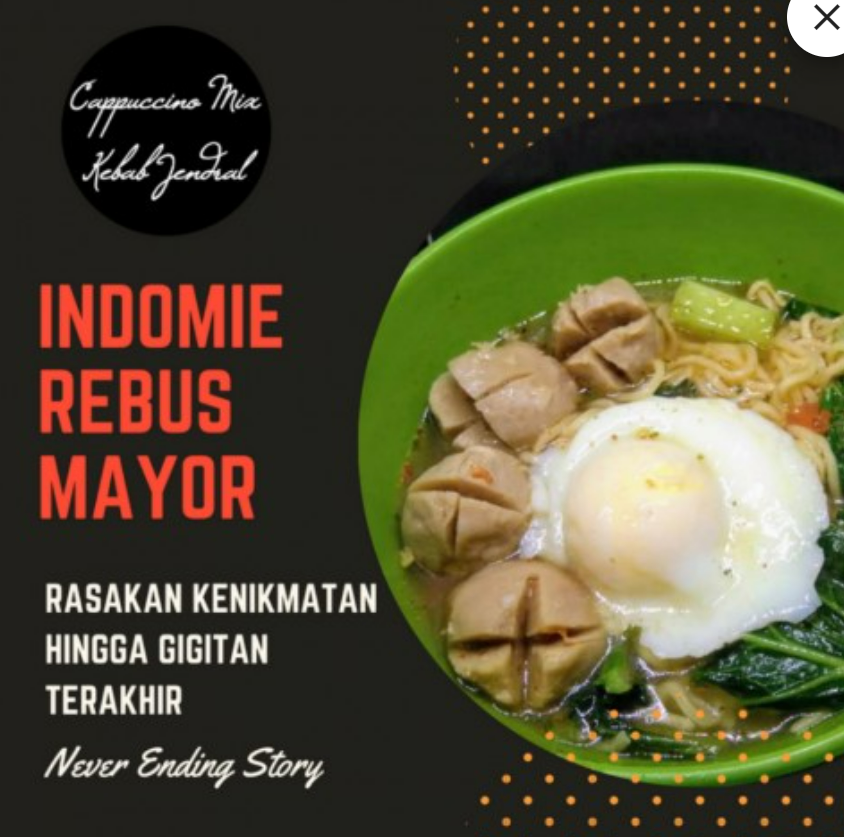 Cappuccino Mix
Kebab Jendral
INDOMIE
REBUS
MAYOR
RASAKAN KENIKMATAN
HINGGA GIGITAN
TERAKHIR
Never Ending Story